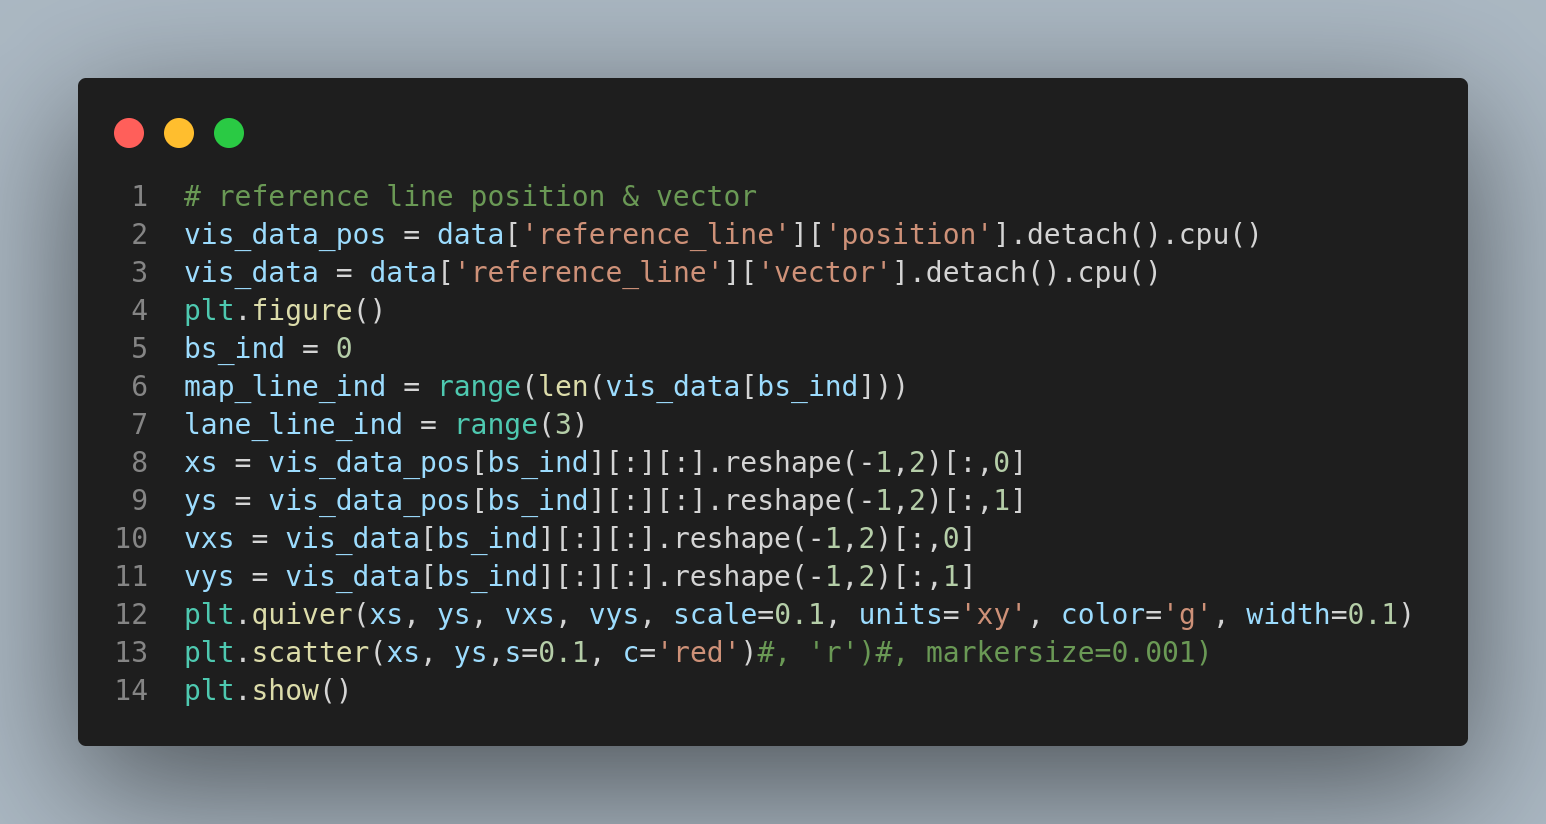 1 # reference line position & vector
2 vis_data_pos = data['reference_line']['position'].detach().cpu()
3 vis_data = data['reference_line']['vector'].detach().cpu()
4 plt.figure()
5 bs_ind = 0
6 map_line_ind = range(len(vis_data[bs_ind]))
7 lane_line_ind = range(3)
8 xs = vis_data_pos[bs_ind][:][:].reshape(-1,2)[:,0]
9 ys = vis_data_pos[bs_ind][:][:].reshape(-1,2)[:,1]
10 vxs = vis_data[bs_ind][:][:].reshape(-1,2)[:,0]
11 vys = vis_data[bs_ind][:][:].reshape(-1,2)[:,1]
12 plt.quiver(xs, ys, vxs, vys, scale=0.1, units='xy', color='g', width=0.1)
13 plt.scatter(xs, ys,s=0.1, c='red')#, 'r')#, markersize=0.001)
14 plt.show()